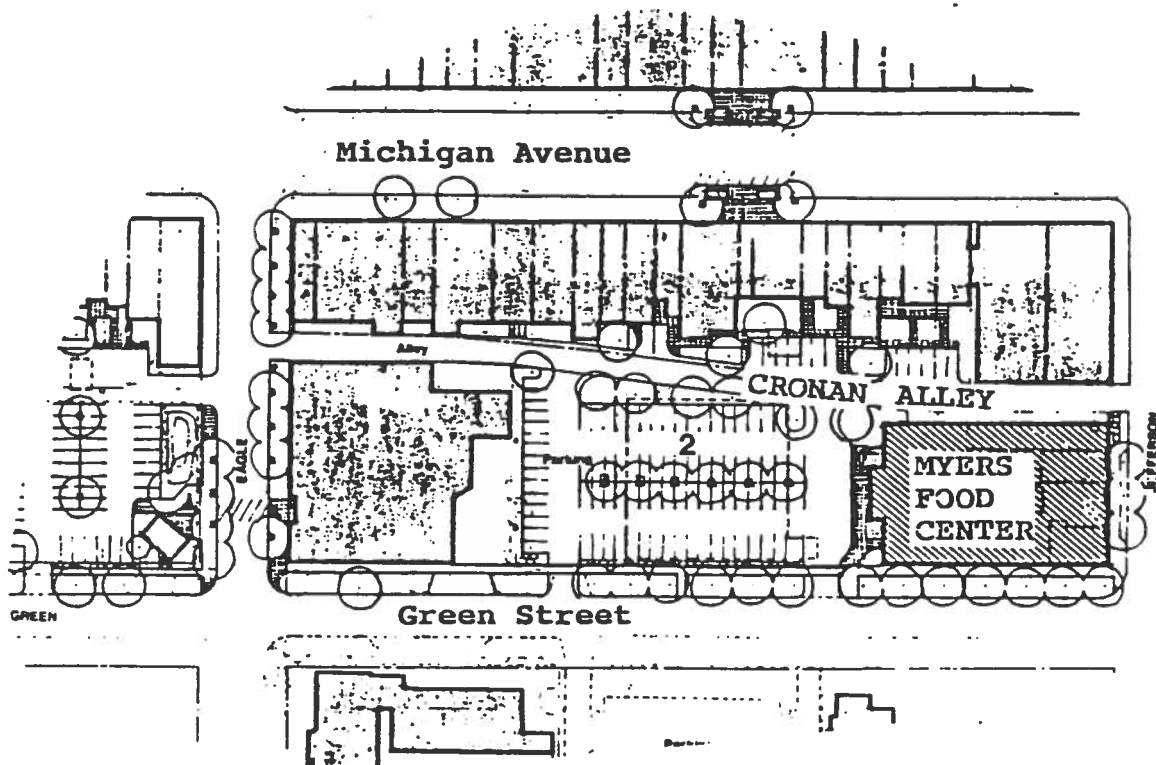 Michigan Avenue
Alley
CRONAN ALLEY
2
Parking
EAGLE
MYERS
FOOD
CENTER
JEFFERSON
GREEN
Green Street